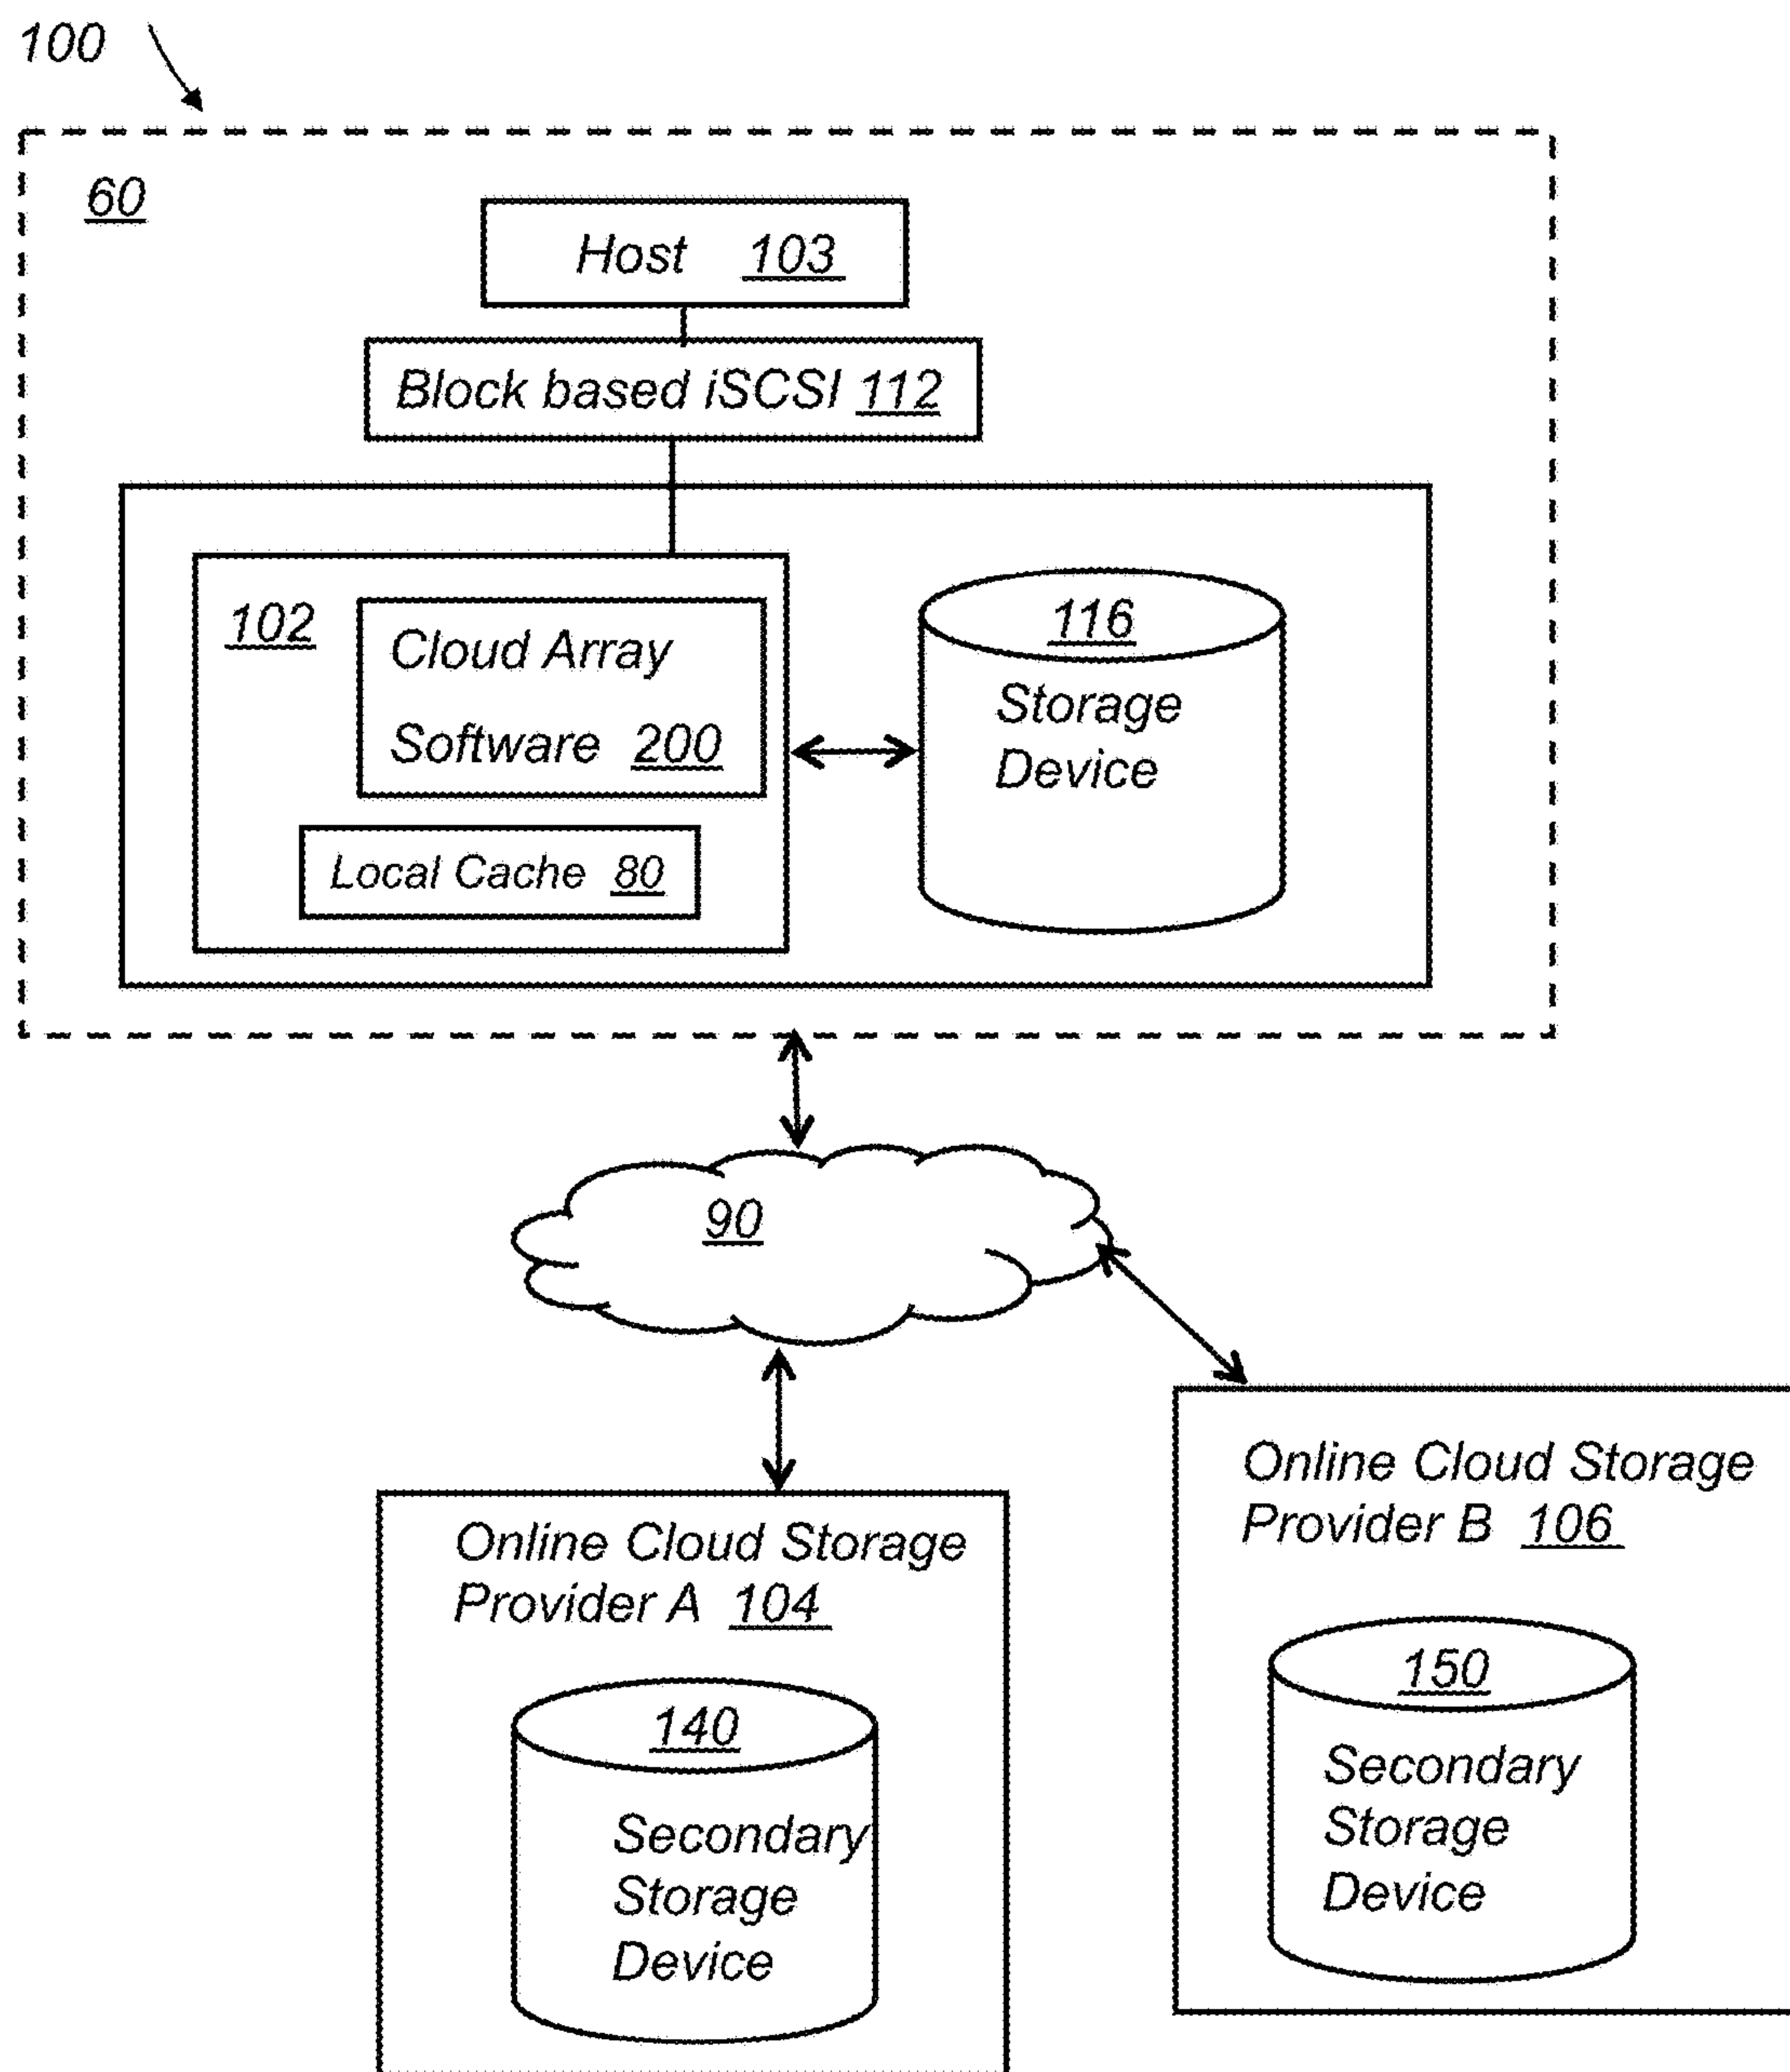 100
60
Host 103
Block based iSCSI 112
102
Cloud Array
Software 200
Local Cache 80
116
Storage
Device
90
Online Cloud Storage
Provider A 104
140
Secondary
Storage
Device
Online Cloud Storage
Provider B 106
150
Secondary
Storage
Device